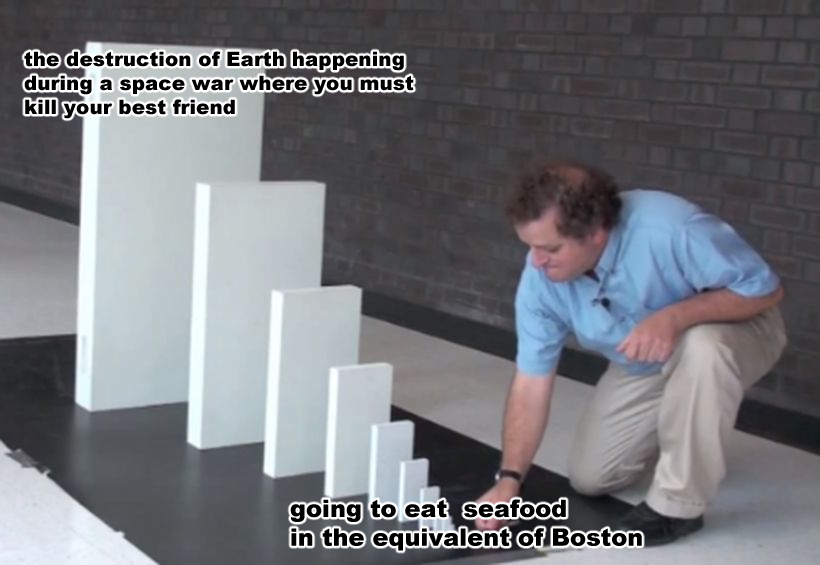 the destruction of Earth happening
during a space war where you must
kill your best friend
going to eat seafood
in the equivalent of Boston